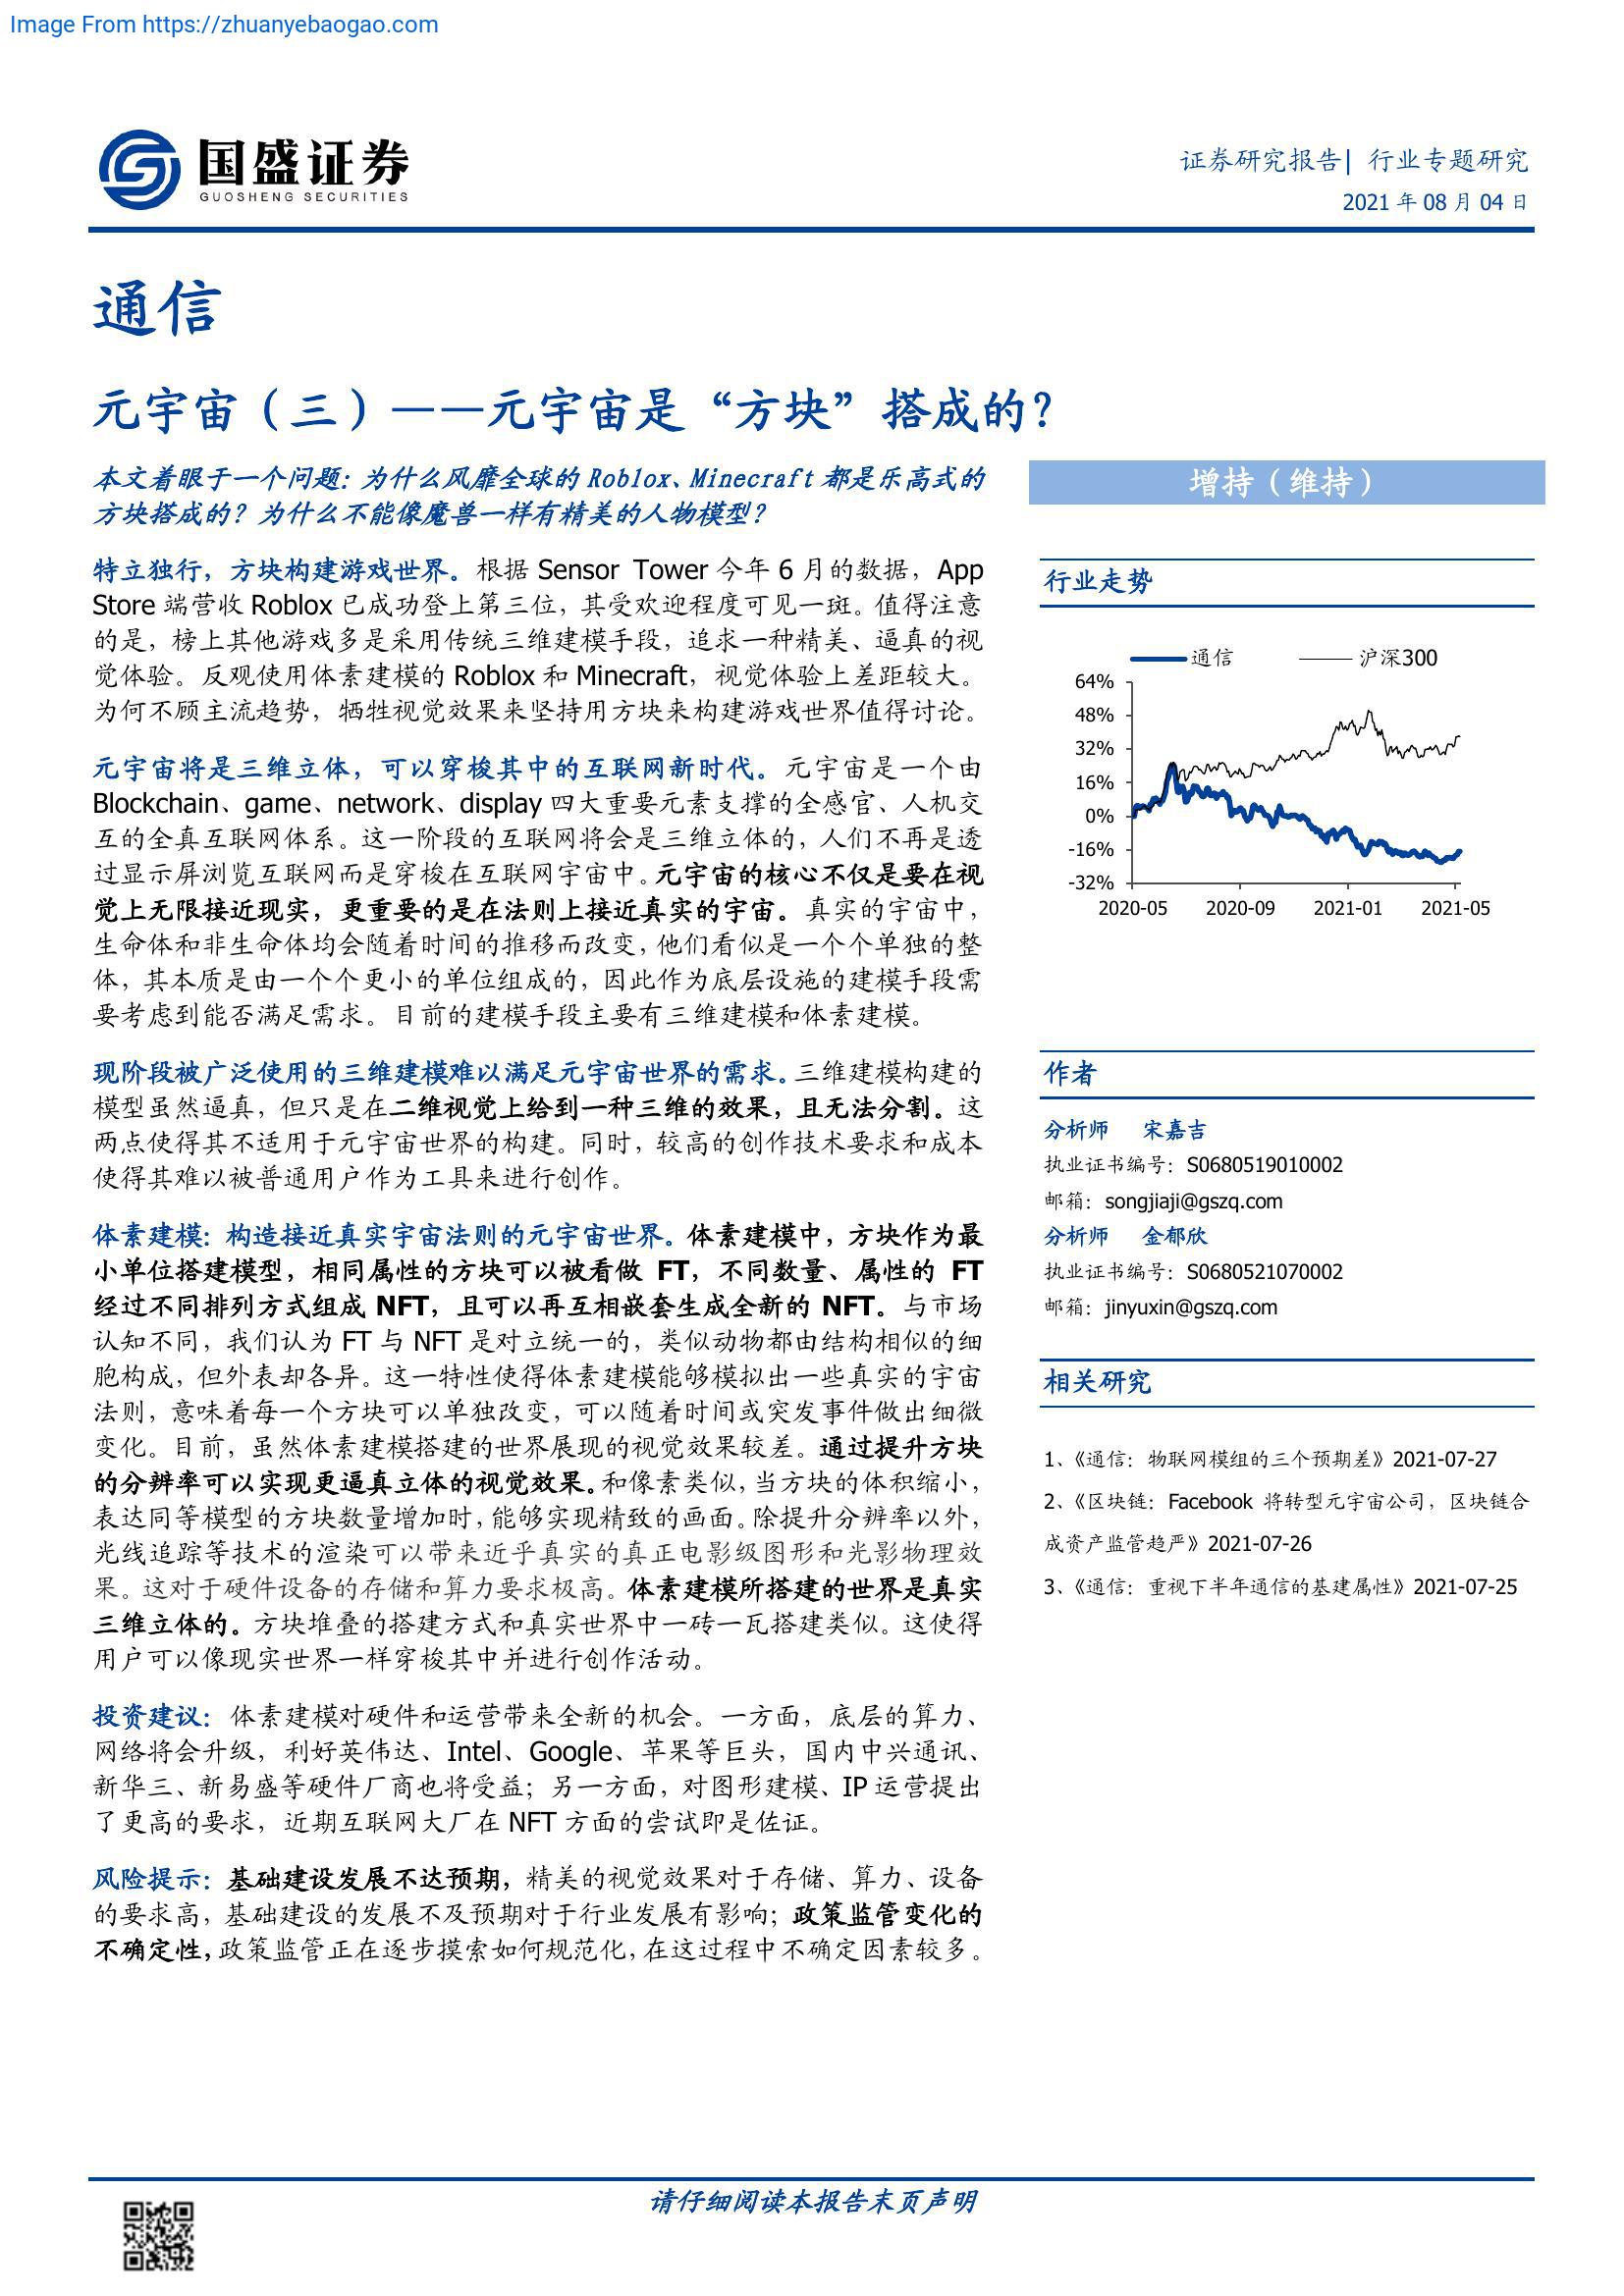 Image From https://zhuanyebaogao.com
国盛证券
GUOSHENG SECURITIES
证券研究报告| 行业专题研究
2021 年 08 月 04 日
通信
元宇宙（三）——元宇宙是“方块”搭成的？
本文着眼于一个问题：为什么风靡全球的 Roblox、Minecraft 都是乐高式的
方块搭成的？为什么不能像魔兽一样有精美的人物模型？
特立独行，方块构建游戏世界。根据 Sensor Tower 今年 6 月的数据，App
Store 端营收 Roblox 已成功登上第三位，其受欢迎程度可见一斑。值得注意
的是，榜上其他游戏多是采用传统三维建模手段，追求一种精美、逼真的视
觉体验。反观使用体素建模的 Roblox 和 Minecraft，视觉体验上差距较大。
为何不顾主流趋势，牺牲视觉效果来坚持用方块来构建游戏世界值得讨论。
元宇宙将是三维立体，可以穿梭其中的互联网新时代。元宇宙是一个由
Blockchain、game、network、display 四大重要元素支撑的全感官、人机交
互的全真互联网体系。这一阶段的互联网将会是三维立体的，人们不再是透
过显示屏浏览互联网而是穿梭在互联网宇宙中。元宇宙的核心不仅是要在视
觉上无限接近现实，更重要的是在法则上接近真实的宇宙。真实的宇宙中，
生命体和非生命体均会随着时间的推移而改变，他们看似是一个个单独的整
体，其本质是由一个个更小的单位组成的，因此作为底层设施的建模手段需
要考虑到能否满足需求。目前的建模手段主要有三维建模和体素建模。
现阶段被广泛使用的三维建模难以满足元宇宙世界的需求。三维建模构建的
模型虽然逼真，但只是在二维视觉上给到一种三维的效果，且无法分割。这
两点使得其不适用于元宇宙世界的构建。同时，较高的创作技术要求和成本
使得其难以被普通用户作为工具来进行创作。
体素建模：构造接近真实宇宙法则的元宇宙世界。体素建模中，方块作为最
小单位搭建模型，相同属性的方块可以被看做 FT，不同数量、属性的 FT
经过不同排列方式组成 NFT，且可以再互相嵌套生成全新的 NFT。与市场
认知不同，我们认为 FT 与 NFT 是对立统一的，类似动物都由结构相似的细
胞构成，但外表却各异。这一特性使得体素建模能够模拟出一些真实的宇宙
法则，意味着每一个方块可以单独改变，可以随着时间或突发事件做出细微
变化。目前，虽然体素建模搭建的世界展现的视觉效果较差。通过提升方块
的分辨率可以实现更逼真立体的视觉效果。和像素类似，当方块的体积缩小，
表达同等模型的方块数量增加时，能够实现精致的画面。除提升分辨率以外，
光线追踪等技术的渲染可以带来近乎真实的真正电影级图形和光影物理效
果。这对于硬件设备的存储和算力要求极高。体素建模所搭建的世界是真实
三维立体的。方块堆叠的搭建方式和真实世界中一砖一瓦搭建类似。这使得
用户可以像现实世界一样穿梭其中并进行创作活动。
投资建议：体素建模对硬件和运营带来全新的机会。一方面，底层的算力、
网络将会升级，利好英伟达、Intel、Google、苹果等巨头，国内中兴通讯、
新华三、新易盛等硬件厂商也将受益；另一方面，对图形建模、IP 运营提出
了更高的要求，近期互联网大厂在 NFT 方面的尝试即是佐证。
风险提示：基础建设发展不达预期，精美的视觉效果对于存储、算力、设备
的要求高，基础建设的发展不及预期对于行业发展有影响；政策监管变化的
不确定性，政策监管正在逐步摸索如何规范化，在这过程中不确定因素较多。
增持（维持）
行业走势
通信 沪深300
64%
48%
32%
16%
0%
-16%
-32%
2020-05 2020-09 2021-01 2021-05
作者
分析师 宋嘉吉
执业证书编号：S0680519010002
邮箱：songjiaji@gszq.com
分析师 金郁欣
执业证书编号：S0680521070002
邮箱：jinyuxin@gszq.com
相关研究
1、《通信：物联网模组的三个预期差》2021-07-27
2、《区块链：Facebook 将转型元宇宙公司，区块链合
成资产监管趋严》2021-07-26
3、《通信：重视下半年通信的基建属性》2021-07-25
请仔细阅读本报告末页声明